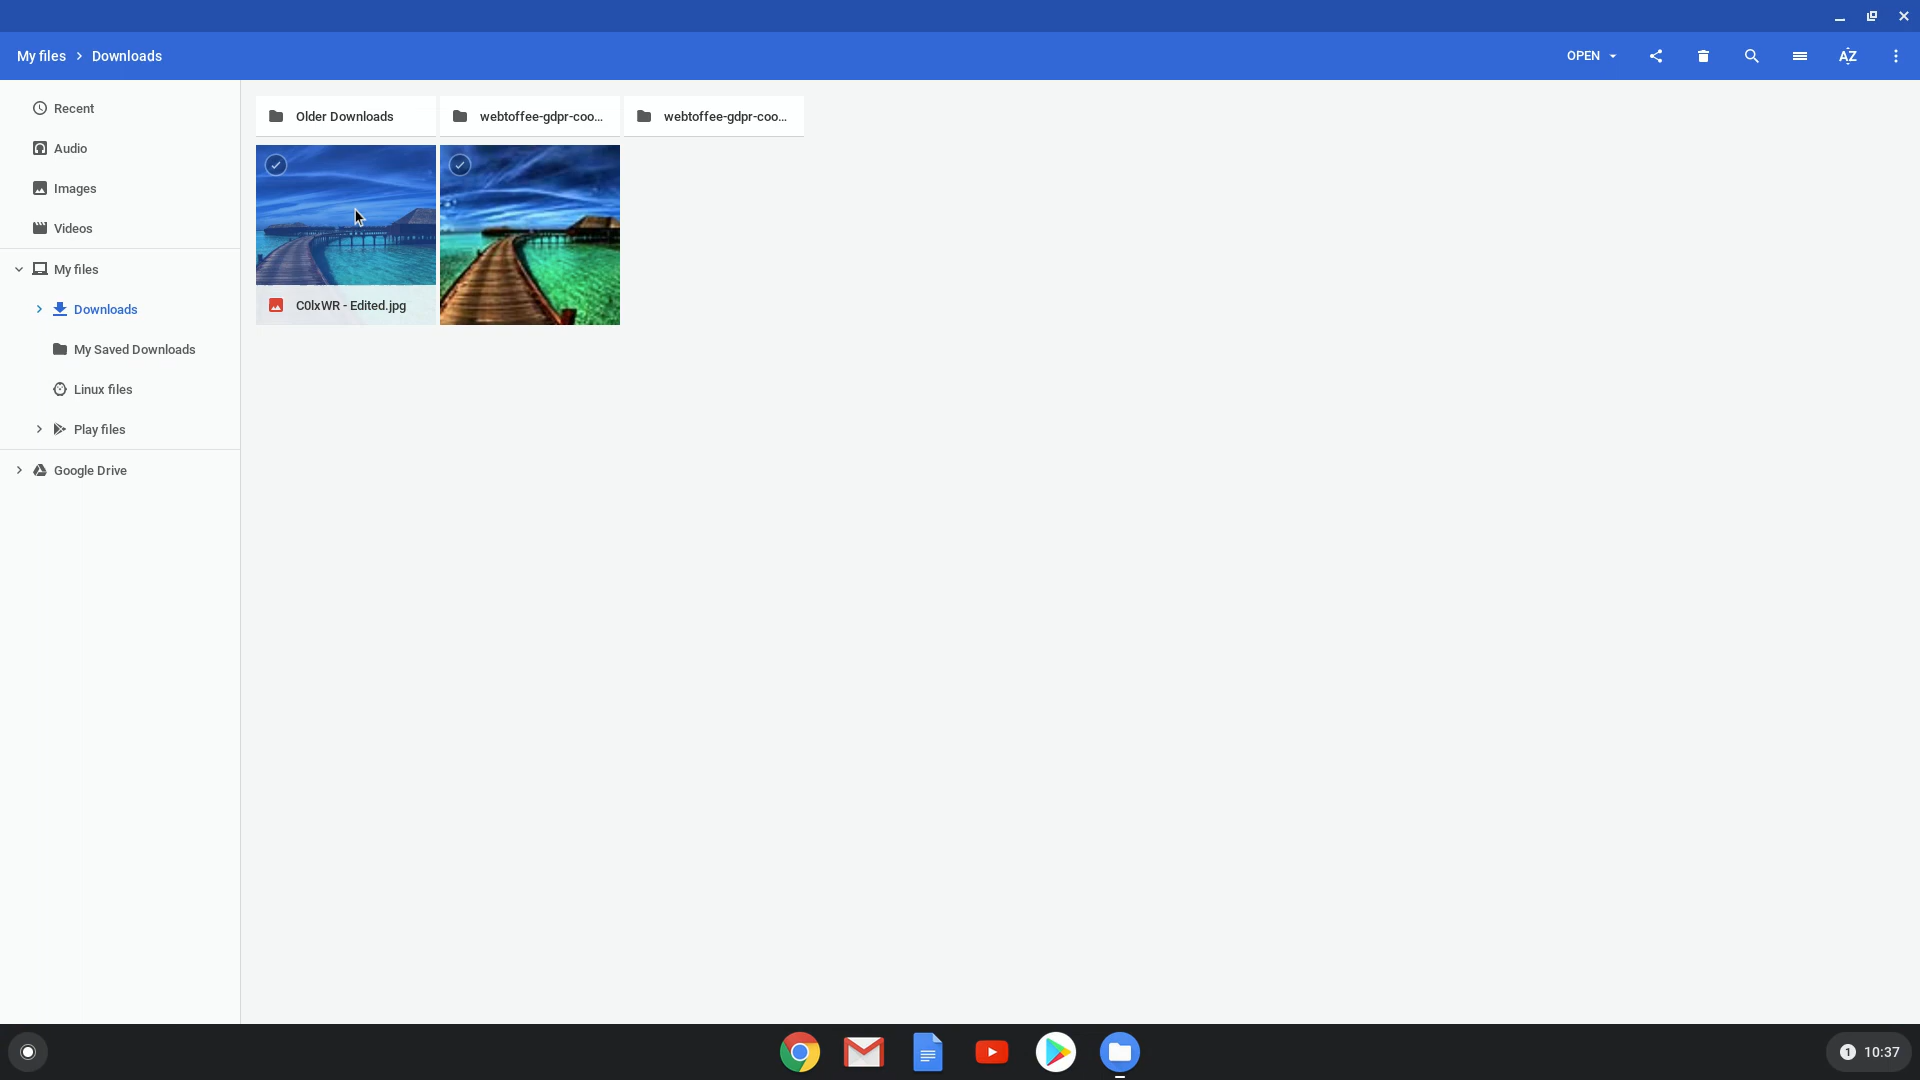 My files > Downloads
OPEN
AZ
Recent
Audio
Images
Videos
My files
Downloads
My Saved Downloads
Linux files
Play files
Google Drive
Older Downloads
webtoffee-gdpr-coo...
webtoffee-gdpr-coo...
C0lxWR - Edited.jpg
1 10:37